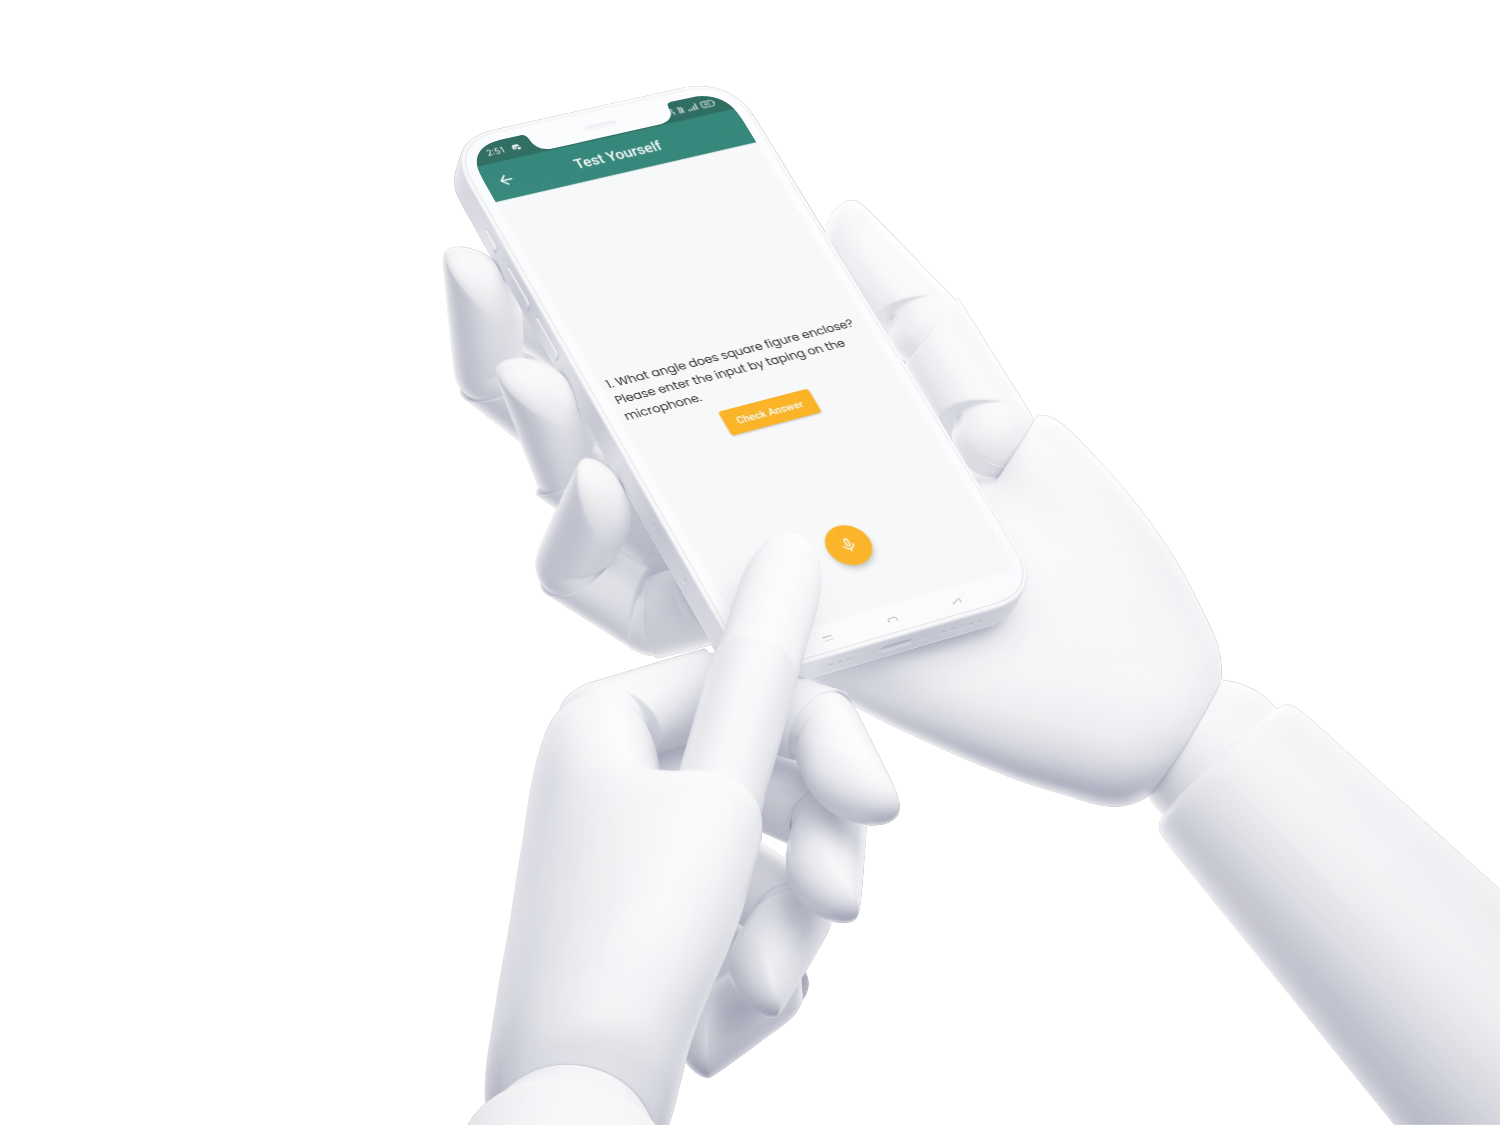 2:51
Test Yourself
1. What angle does square figure enclose?
Please enter the input by taping on the
microphone.
Check Answer